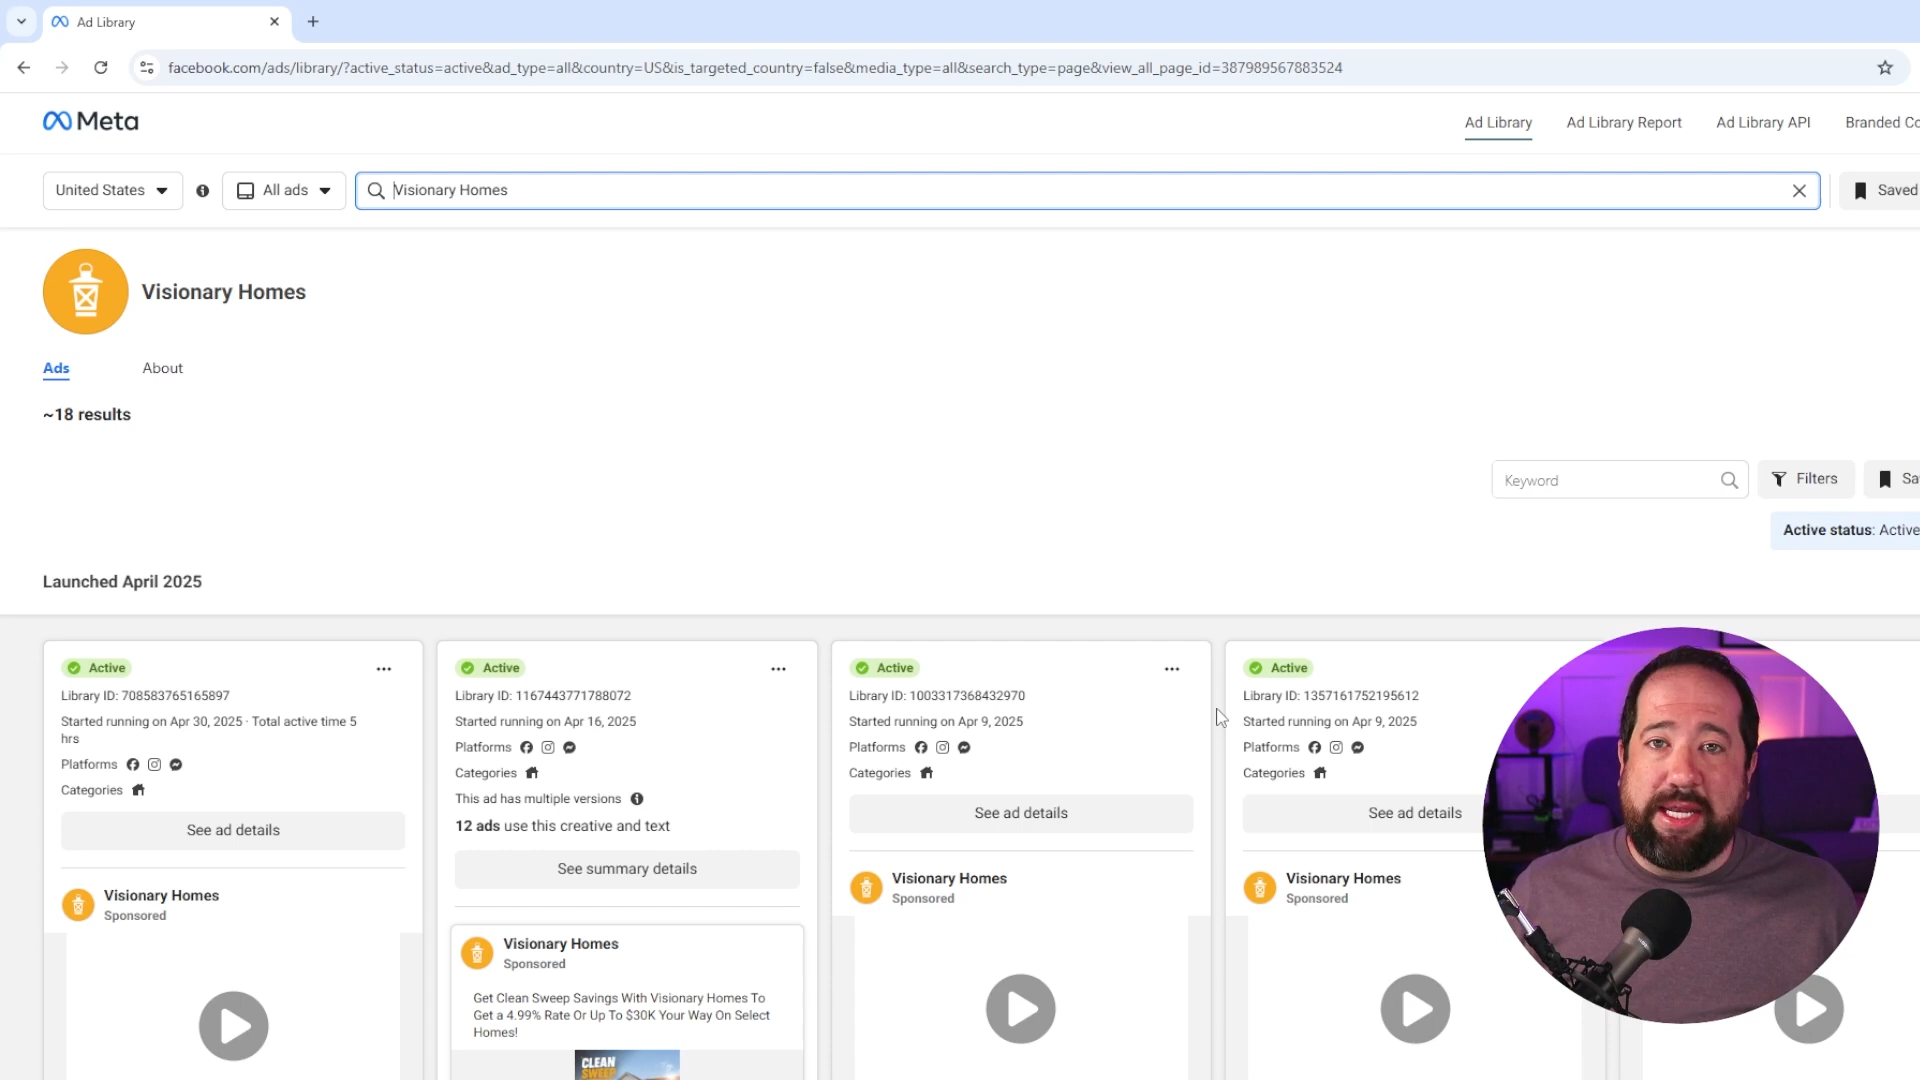 Ad Library
facebook.com/ads/library/?active_status=active&ad_type=all&country=US&is_targeted_country=false&media_type=all&search_type=page&view_all_page_id=387989567883524
Meta
Ad Library
Ad Library Report
Ad Library API
Branded Co
United States
All ads
Visionary Homes
Saved
Visionary Homes
Ads
About
~18 results
Keyword
Filters
Sa
Active status: Active
Launched April 2025
Active
Library ID: 708583765165897
Started running on Apr 30, 2025 · Total active time 5
hrs
Platforms
Categories
See ad details
Visionary Homes
Sponsored
Active
Library ID: 1167443771788072
Started running on Apr 16, 2025
Platforms
Categories
This ad has multiple versions
12 ads use this creative and text
See summary details
Visionary Homes
Sponsored
Get Clean Sweep Savings With Visionary Homes To
Get a 4.99% Rate Or Up To $30K Your Way On Select
Homes!
CLEAN
SWEEP
Active
Library ID: 1003317368432970
Started running on Apr 9, 2025
Platforms
Categories
See ad details
Visionary Homes
Sponsored
Active
Library ID: 1357161752195612
Started running on Apr 9, 2025
Platforms
Categories
See ad details
Visionary Homes
Sponsored